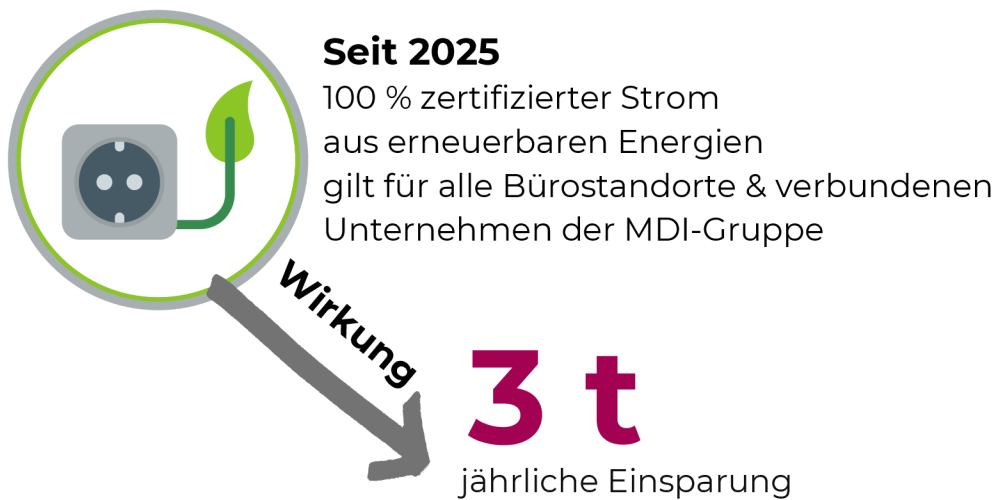 Seit 2025
100 % zertifizierter Strom
aus erneuerbaren Energien
gilt für alle Bürostandorte & verbundenen
Unternehmen der MDI-Gruppe
Wirkung
3 t
jährliche Einsparung